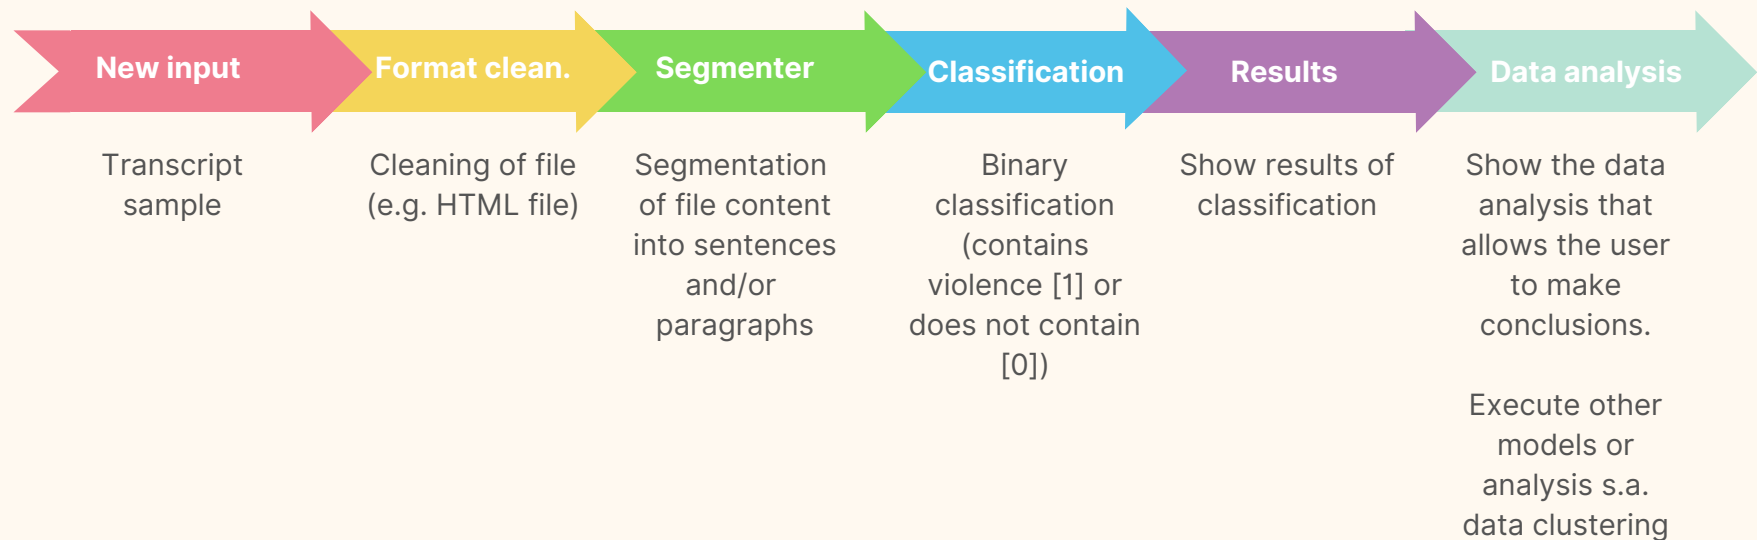 New input
Format clean.
Segmenter
Classification
Results
Data analysis
Transcript
sample
Cleaning of file
(e.g. HTML file)
Segmentation
of file content
into sentences
and/or
paragraphs
Binary
classification
(contains
violence [1] or
does not contain
[0])
Show results of
classification
Show the data
analysis that
allows the user
to make
conclusions.
Execute other
models or
analysis s.a.
data clustering